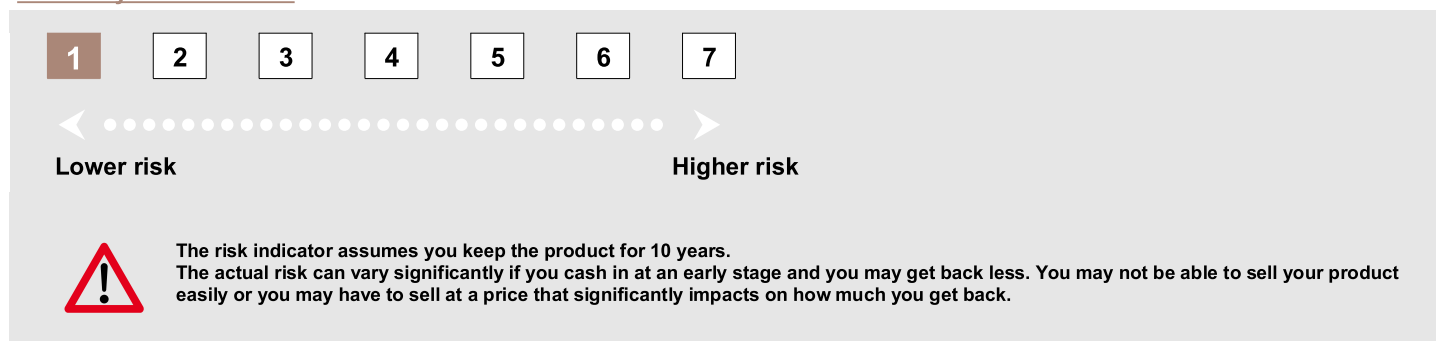 1 2 3 4 5 6 7
Lower risk Higher risk
The risk indicator assumes you keep the product for 10 years.
The actual risk can vary significantly if you cash in at an early stage and you may get back less. You may not be able to sell your product
easily or you may have to sell at a price that significantly impacts on how much you get back.